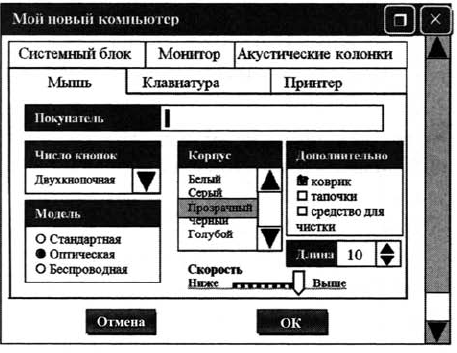 Мой новый компьютер
Системный блок Монитор Акустические колонки
Мышь Клавиатура Принтер
Покупатель
Число кнопок
Двухкнопочная
Модель
Стандартная
Оптическая
Беспроводная
Корпус
Белый
Серый
Прозрачный
Черный
Голубой
Дополнительно
коврик
тапочки
средство для
чистки
Длина 10
Скорость
Ниже Выше
Отмена ОК